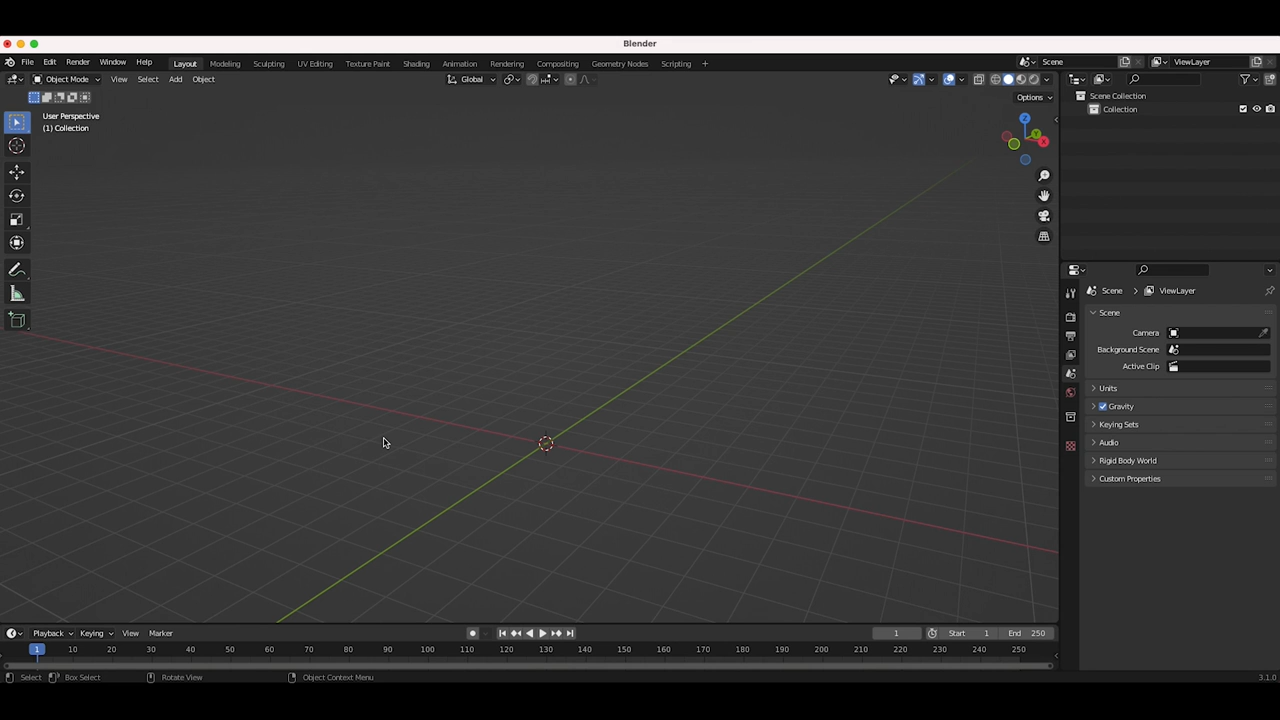 Blender
File Edit Render Window Help Layout Modeling Sculpting UV Editing Texture Paint Shading Animation Rendering Compositing Geometry Nodes Scripting + Scene ViewLayer
Object Mode View Select Add Object Global
Options
User Perspective
(1) Collection
Z
Y
X
Scene Collection
Collection
Scene > ViewLayer
Scene
Camera
Background Scene
Active Clip
Units
Gravity
Keying Sets
Audio
Rigid Body World
Custom Properties
Playback Keying View Marker 1 Start 1 End 250
1 10 20 30 40 50 60 70 80 90 100 110 120 130 140 150 160 170 180 190 200 210 220 230 240 250
Select Box Select Rotate View Object Context Menu 3.1.0